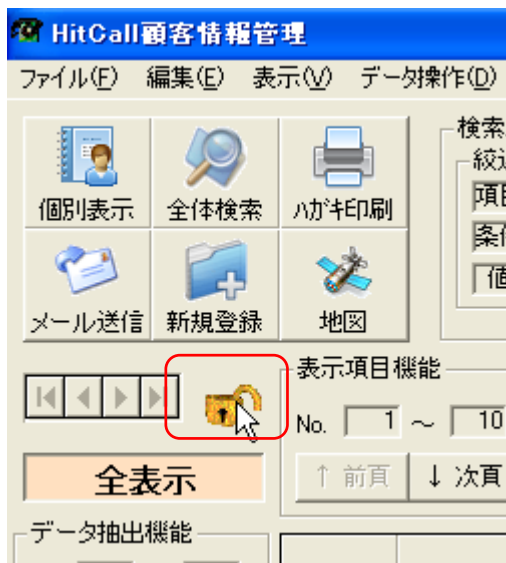 HitCall顧客情報管理
ファイル(F) 編集(E) 表示(V) データ操作(D)
検索
個別表示 全体検索 ハガキ印刷
メール送信 新規登録 地図
表示項目機能
No. 1 ～ 10
全表示
↑ 前頁 ↓ 次頁
データ抽出機能